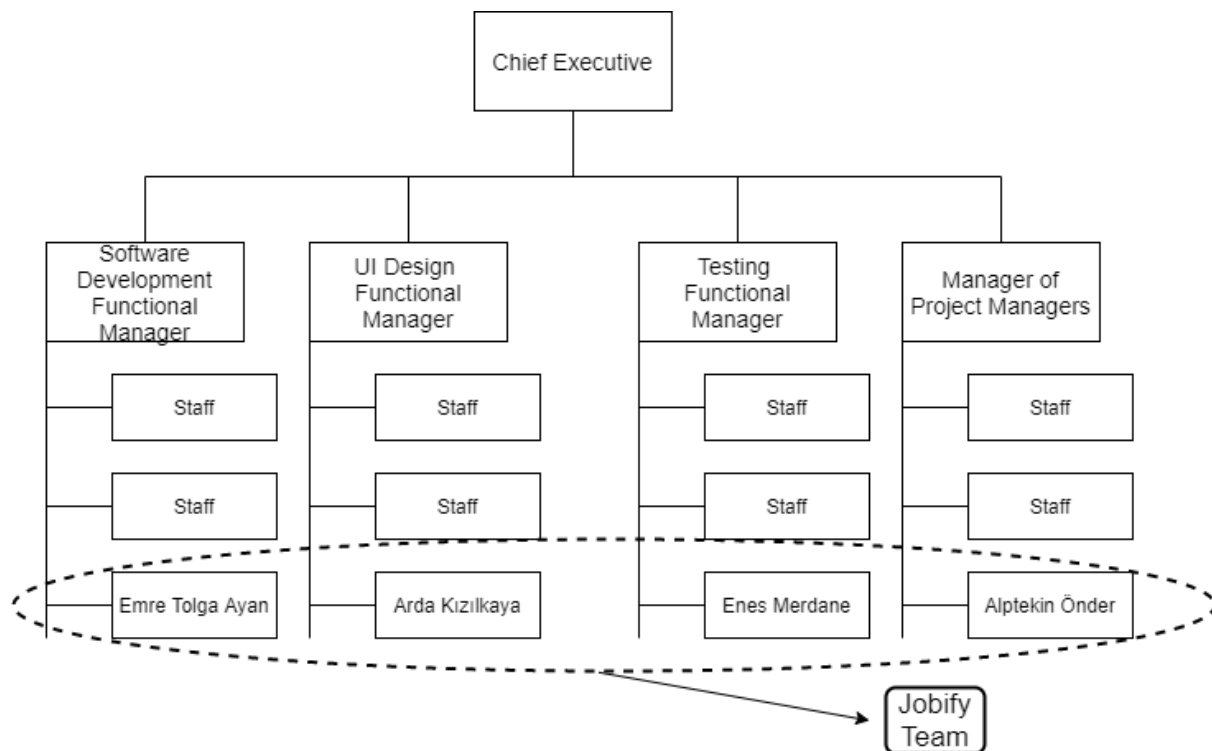 Chief Executive
Software
Development
Functional
Manager
UI Design
Functional
Manager
Testing
Functional
Manager
Manager of
Project Managers
Staff
Staff
Staff
Staff
Staff
Staff
Staff
Staff
Emre Tolga Ayan
Arda Kızılkaya
Enes Merdane
Alptekin Önder
Jobify
Team